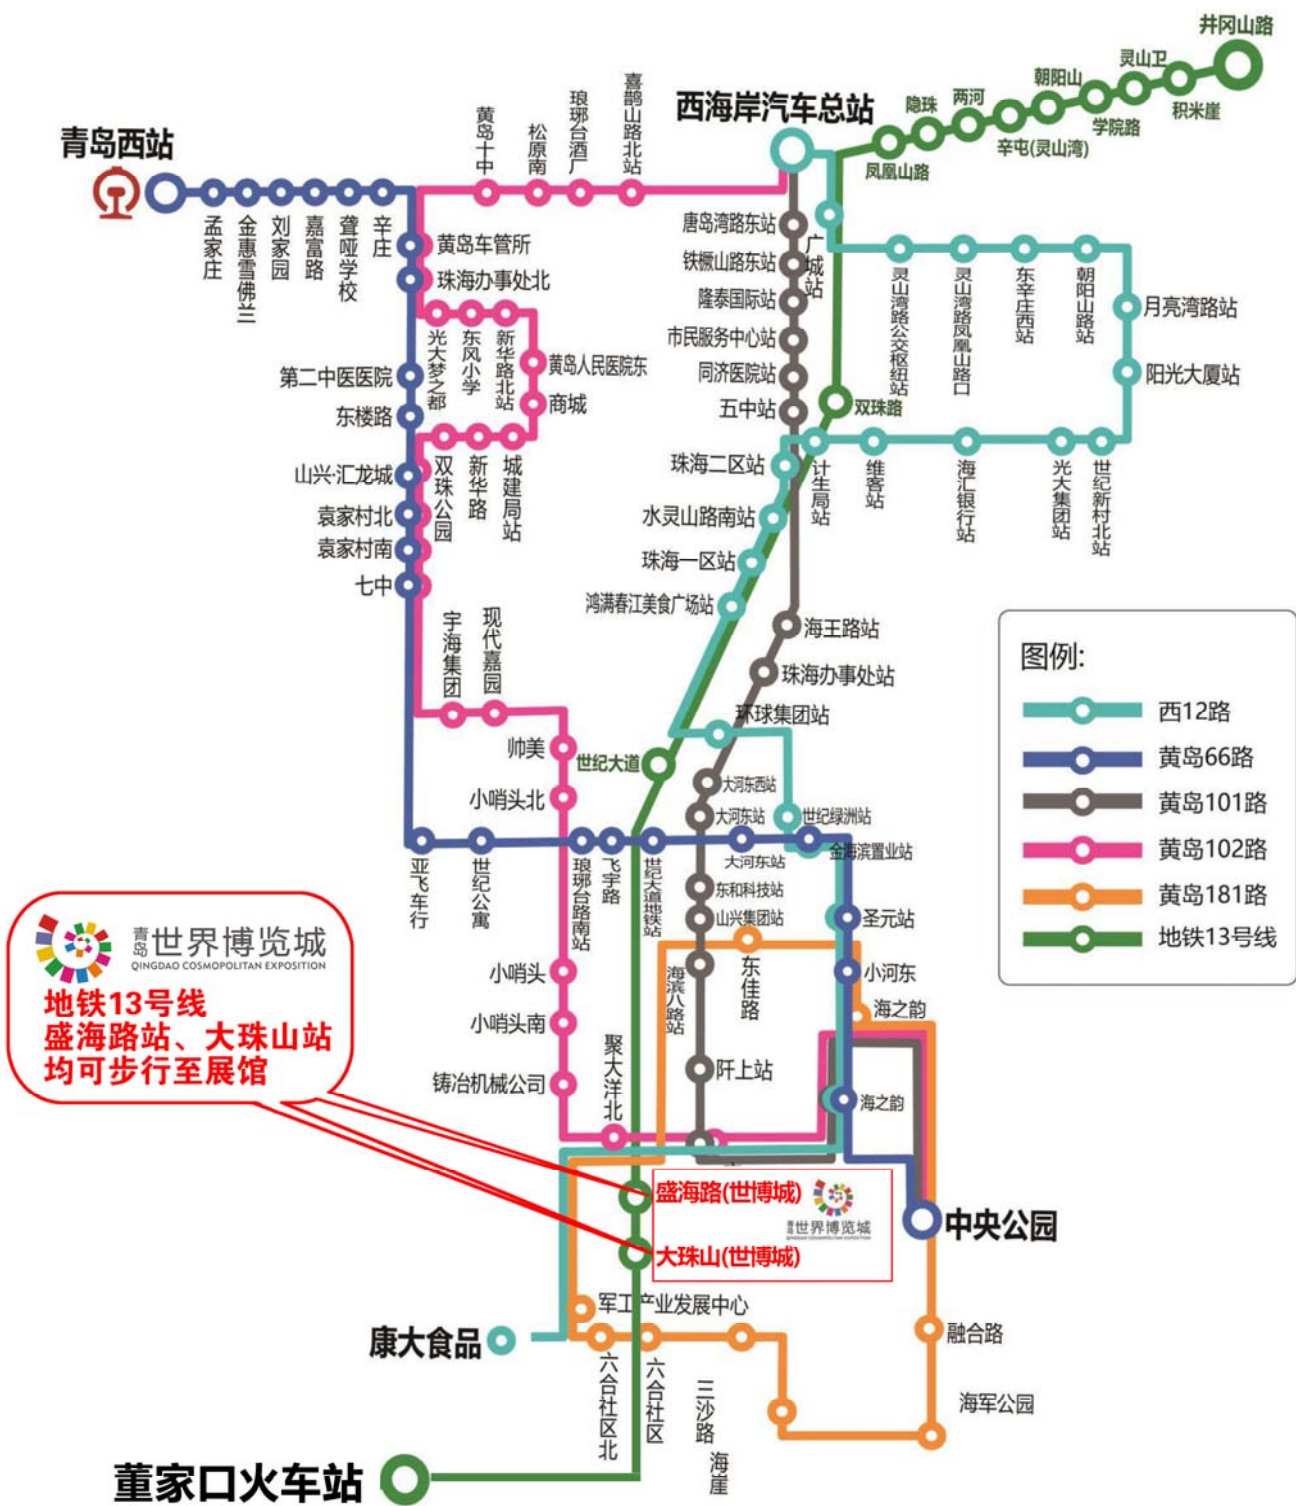 井冈山路
灵山卫
朝阳山
积米崖
两河
隐珠
学院路
辛屯(灵山湾)
凤凰山路
西海岸汽车总站
喜鹊山路北站
琅琊台酒厂
松原南
黄岛十中
青岛西站
孟家庄
金惠雪佛兰
刘家园
嘉富路
聋哑学校
辛庄
黄岛车管所
珠海办事处北
光大梦之都
东风小学
新华路北站
黄岛人民医院东
商城
第二中医医院
东楼路
山兴·汇龙城
袁家村北
袁家村南
七中
双珠公园
新华路
城建局站
宇海集团
现代嘉园
帅美
小哨头北
唐岛湾路东站
铁橛山路东站
隆泰国际站
市民服务中心站
同济医院站
五中站
广城站
灵山湾路公交枢纽站
灵山湾路凤凰山路口
东辛庄西站
朝阳山路站
月亮湾路站
阳光大厦站
双珠路
珠海二区站
计生局站
维客站
海汇银行站
光大集团站
世纪新村北站
水灵山路南站
珠海一区站
鸿满春江美食广场站
海王路站
珠海办事处站
环球集团站
世纪大道
大河东西站
大河东站
世纪绿洲站
金海滨置业站
亚飞车行
世纪公寓
琅琊台路南站
飞宇路
世纪大道地铁站
大河东站
东和科技站
山兴集团站
圣元站
小河东
海之韵
海滨八路站
东佳路
小哨头
小哨头南
铸冶机械公司
聚大洋北
阡上站
海之韵
图例:
西12路
黄岛66路
黄岛101路
黄岛102路
黄岛181路
地铁13号线
青岛世界博览城
QINGDAO COSMOPOLITAN EXPOSITION
地铁13号线
盛海路站、大珠山站
均可步行至展馆
盛海路(世博城)
青岛世界博览城
QINGDAO COSMOPOLITAN EXPOSITION
大珠山(世博城)
中央公园
军工产业发展中心
康大食品
六合社区北
六合社区
三沙路
海崖
融合路
海军公园
董家口火车站